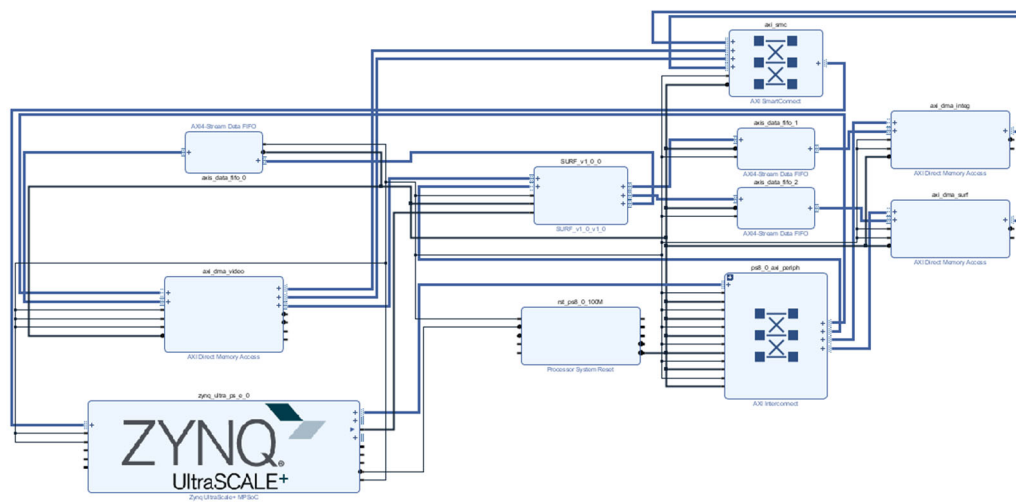 axi_smc
AXI SmartConnect
AXI4-Stream Data FIFO
axis_data_fifo_0
SURF_v1_0_0
SURF_v1_0_v1_0
axis_data_fifo_1
AXI4-Stream Data FIFO
axis_data_fifo_2
AXI4-Stream Data FIFO
axi_dma_integ
AXI Direct Memory Access
axi_dma_surf
AXI Direct Memory Access
axi_dma_video
AXI Direct Memory Access
rst_ps8_0_100M
Processor System Reset
ps8_0_axi_periph
AXI Interconnect
zynq_ultra_ps_e_0
ZYNQ
UltraSCALE+
Zynq UltraScale+ MPSoC